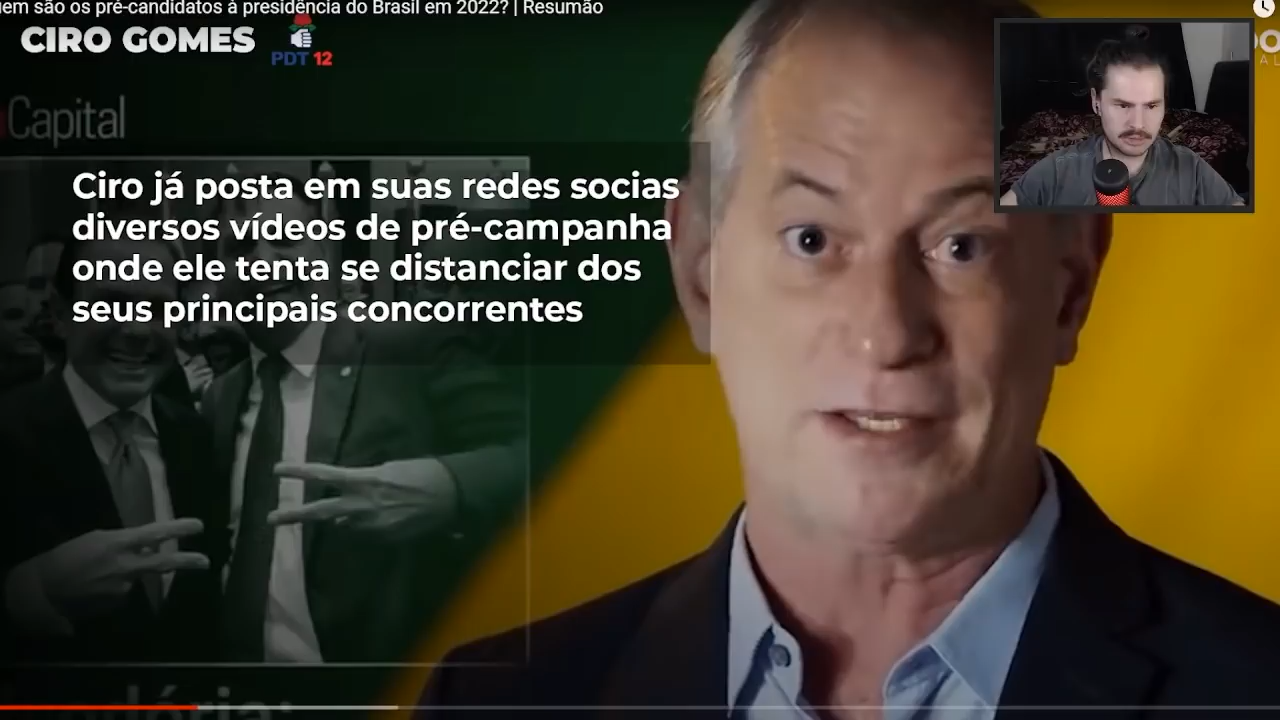 são os pré-candidatos à presidência do Brasil em 2022? | Resumão
CIRO GOMES
PDT 12
Capital
Ciro já posta em suas redes socias
diversos vídeos de pré-campanha
onde ele tenta se distanciar dos
seus principais concorrentes